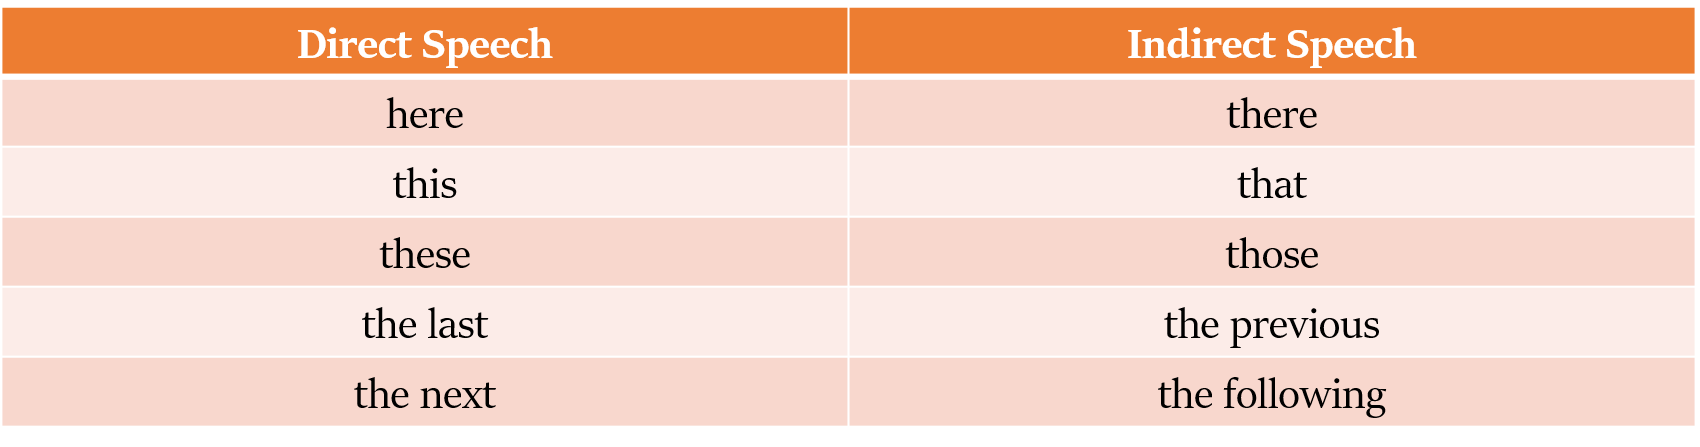 Direct Speech Indirect Speech
here there
this that
these those
the last the previous
the next the following